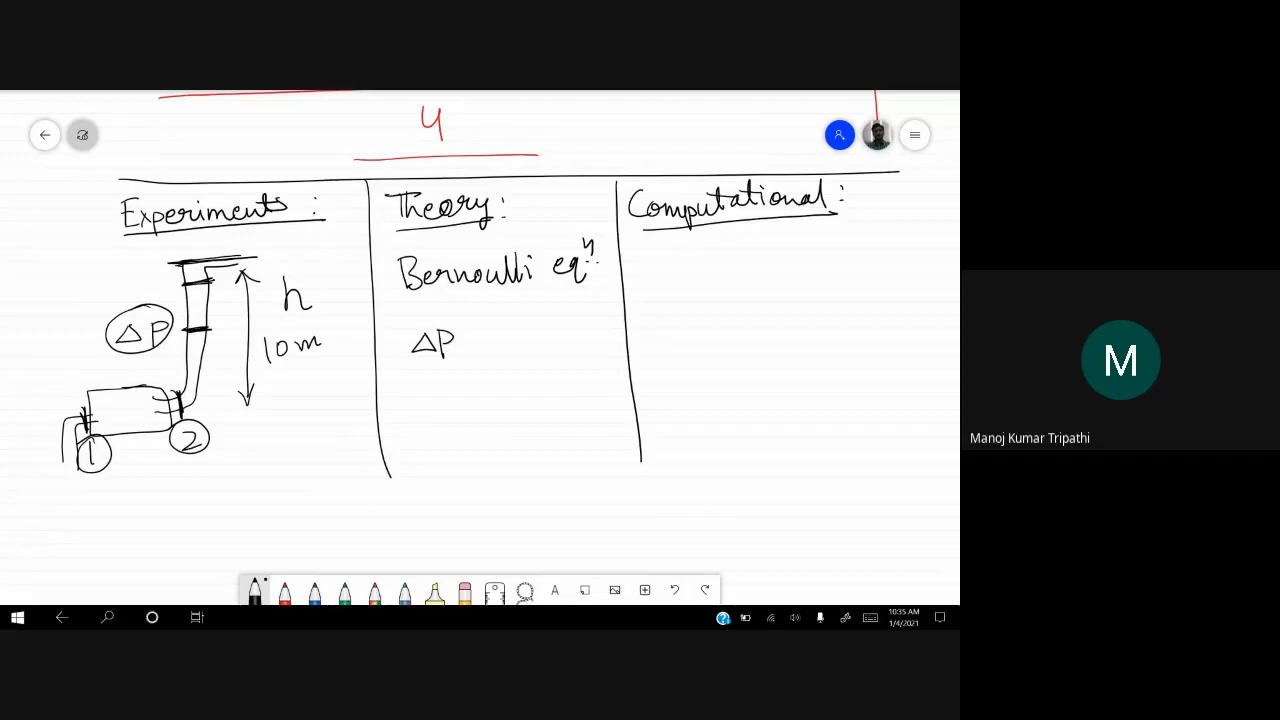 4
Experiments :
Theory :
Computational :
Bernoulli eqⁿ..
h
ΔP
10m
ΔP
1
2
M
Manoj Kumar Tripathi
A
10:35 AM
1/4/2021